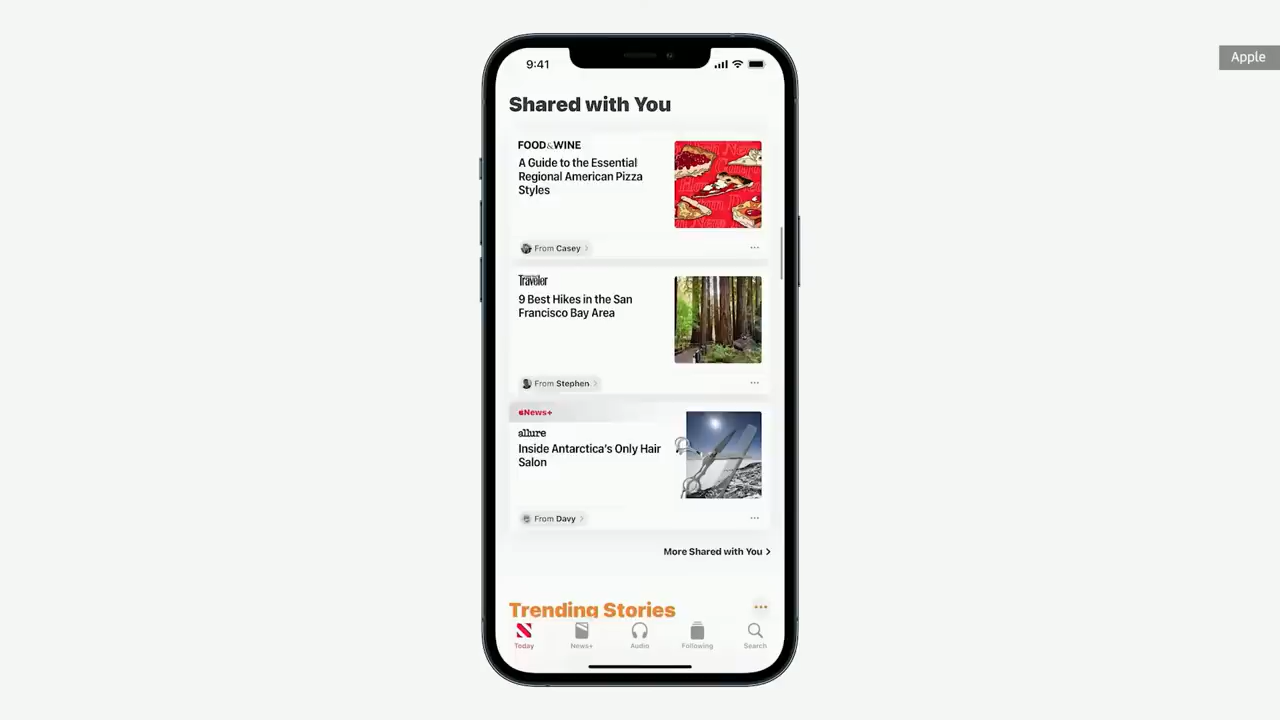 Apple
9:41
Shared with You
FOOD&WINE
A Guide to the Essential
Regional American Pizza
Styles
From Casey
Traveler
9 Best Hikes in the San
Francisco Bay Area
From Stephen
News+
allure
Inside Antarctica's Only Hair
Salon
From Davy
More Shared with You
Trending Stories
Today
News+
Audio
Following
Search